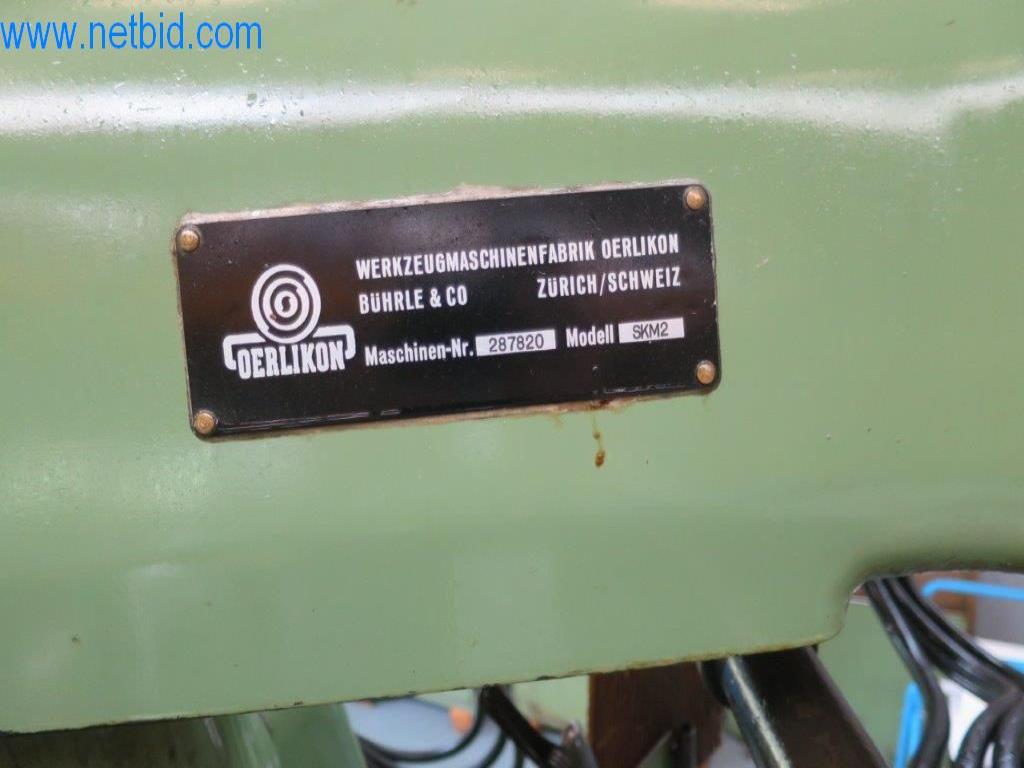 www.netbid.com
WERKZEUGMASCHINENFABRIK OERLIKON
BÜHRLE & CO ZÜRICH/SCHWEIZ
OERLIKON
Maschinen-Nr. 287820 Modell SKM2